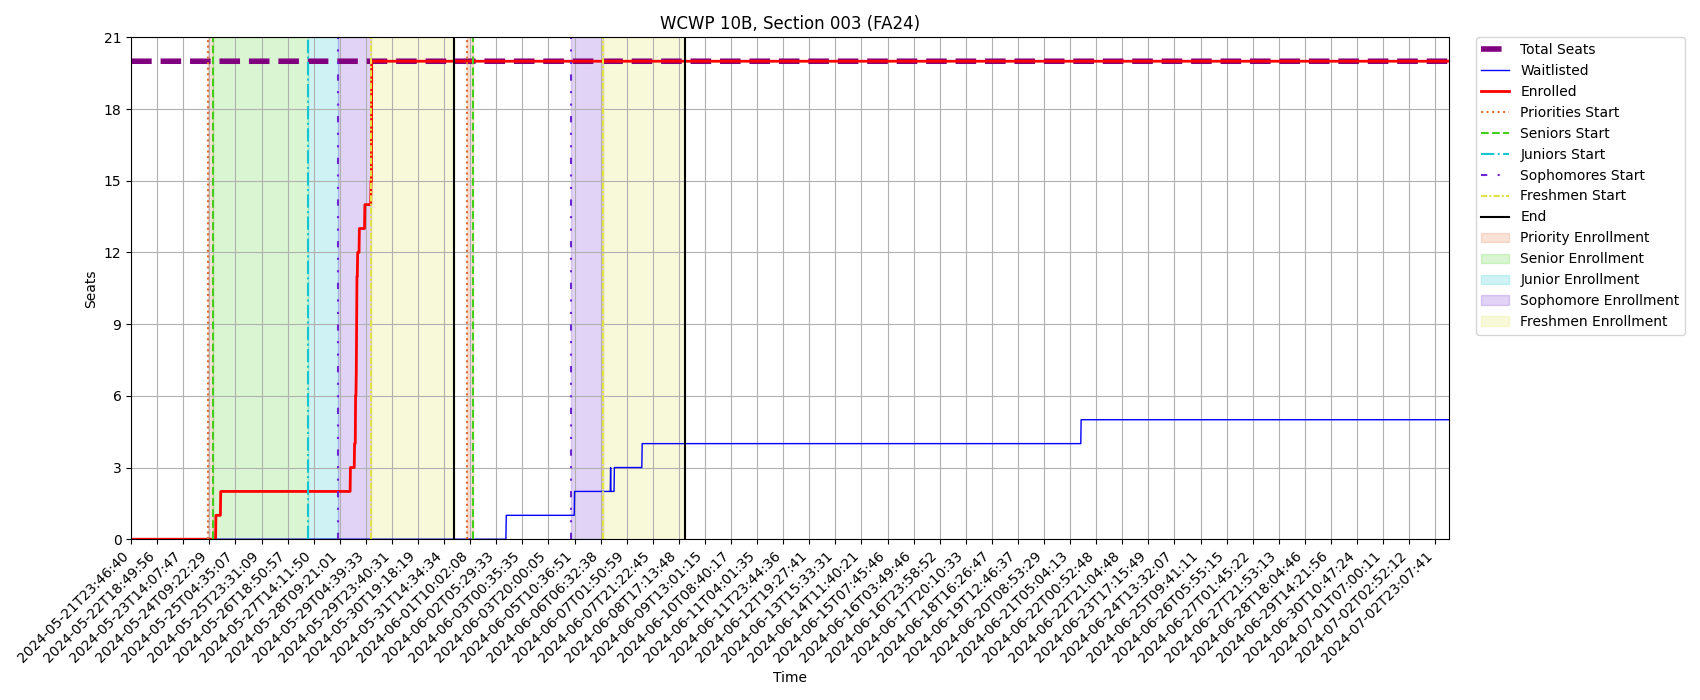 WCWP 10B, Section 003 (FA24)
21
18
15
12
9
6
3
0
Seats
2024-05-21T23:46:40
2024-05-22T18:49:56
2024-05-23T14:07:47
2024-05-24T09:22:29
2024-05-25T04:35:07
2024-05-25T23:31:09
2024-05-26T18:50:57
2024-05-27T14:11:50
2024-05-28T09:21:01
2024-05-29T04:39:33
2024-05-29T23:40:31
2024-05-30T19:18:19
2024-05-31T14:34:34
2024-06-01T10:02:08
2024-06-02T05:29:33
2024-06-03T00:35:35
2024-06-03T20:00:05
2024-06-05T10:36:51
2024-06-06T06:32:38
2024-06-07T01:50:59
2024-06-07T21:22:45
2024-06-08T17:13:48
2024-06-09T13:01:15
2024-06-10T08:40:17
2024-06-11T04:01:35
2024-06-11T23:44:36
2024-06-12T19:27:41
2024-06-13T15:33:31
2024-06-14T11:40:21
2024-06-15T07:45:46
2024-06-16T03:49:46
2024-06-16T23:58:52
2024-06-17T20:10:33
2024-06-18T16:26:47
2024-06-19T12:46:37
2024-06-20T08:53:29
2024-06-21T05:04:13
2024-06-22T00:52:48
2024-06-22T21:04:48
2024-06-23T17:15:49
2024-06-24T13:32:07
2024-06-25T09:41:11
2024-06-26T05:55:15
2024-06-27T01:45:22
2024-06-27T21:53:13
2024-06-28T18:04:46
2024-06-29T14:21:56
2024-06-30T10:47:24
2024-07-01T07:00:11
2024-07-02T02:52:12
2024-07-02T23:07:41
Time
Total Seats
Waitlisted
Enrolled
Priorities Start
Seniors Start
Juniors Start
Sophomores Start
Freshmen Start
End
Priority Enrollment
Senior Enrollment
Junior Enrollment
Sophomore Enrollment
Freshmen Enrollment